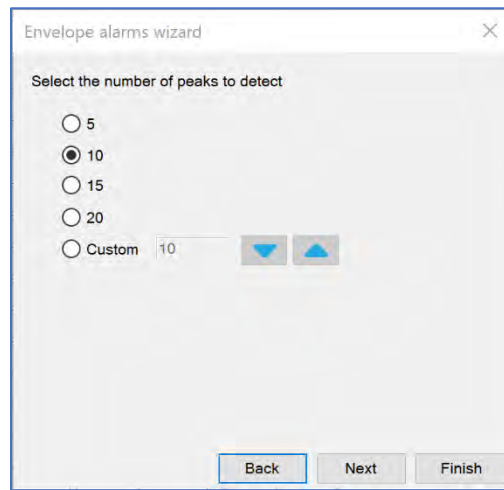 Envelope alarms wizard
Select the number of peaks to detect
5
10
15
20
Custom 10
Back Next Finish